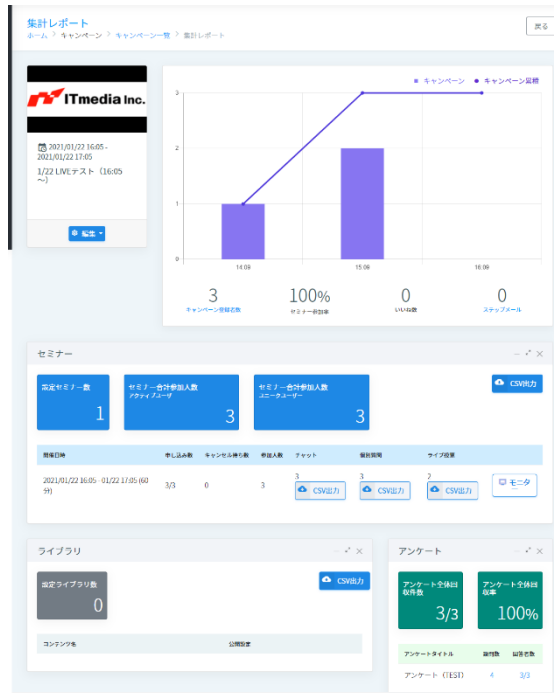 集計レポート
ホーム > キャンペーン > キャンペーン一覧 > 集計レポート
戻る
ITmedia Inc.
2021/01/22 16:05 -
2021/01/22 17:05
1/22 LIVEテスト（16:05
～）
編集
キャンペーン キャンペーン累積
3
2
1
0
14:09 15:09 16:09
3 100% 0 0
キャンペーン登録者数 セミナー参加率 いいね数 ステップメール
セミナー
設定セミナー数
1
セミナー合計参加人数
アクティブユーザ
3
セミナー合計参加人数
ユニークユーザー
3
CSV出力
開催日時 申し込み数 キャンセル待ち数 参加人数 チャット 個別質問 ライブ投票
2021/01/22 16:05 - 01/22 17:05 (60
分)
3/3 0 3
3 CSV出力
3 CSV出力
2 CSV出力
モニター
ライブラリ
設定ライブラリ数
0
CSV出力
コンテンツ名 公開設定
アンケート
アンケート全体回
収件数
3/3
アンケート全体回
収率
100%
アンケートタイトル 設問数 回答者数
アンケート（TEST） 4 3/3